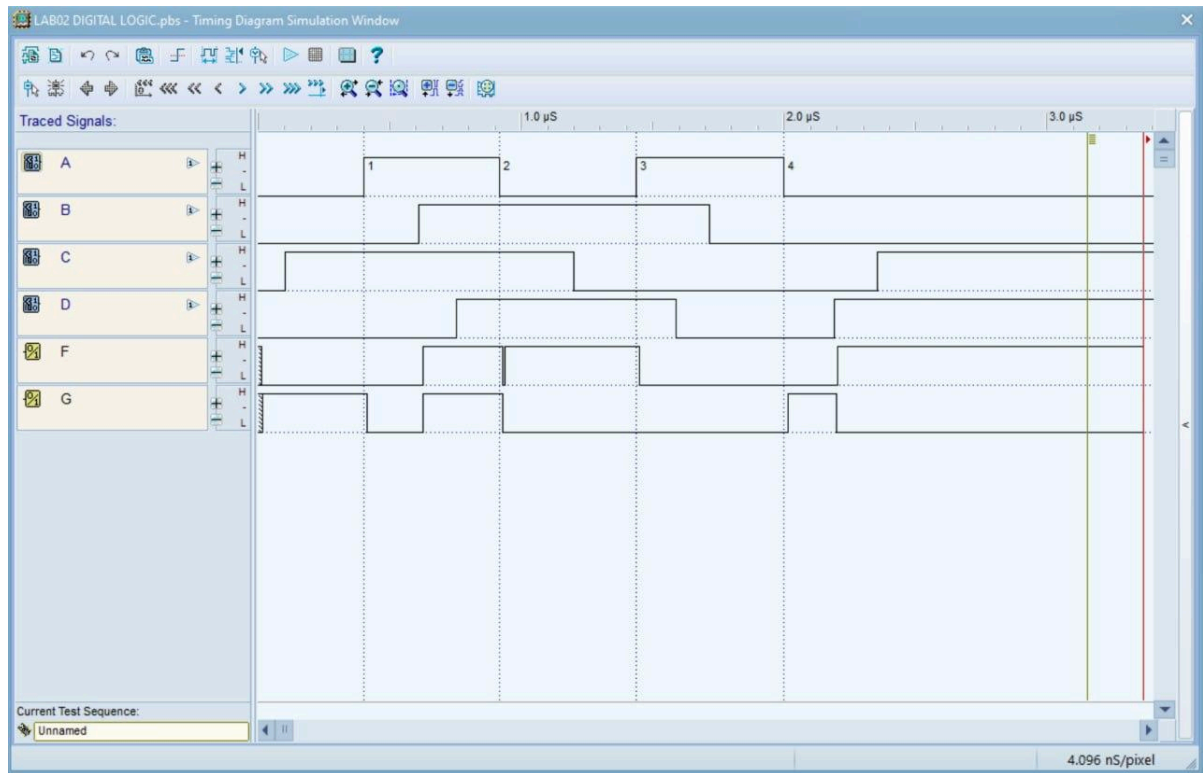 LAB02 DIGITAL LOGIC.pbs - Timing Diagram Simulation Window
Traced Signals:
1.0 µS 2.0 µS 3.0 µS
A H - L 1 2 3 4
B H - L
C H - L
D H - L
F H - L
G H - L
Current Test Sequence:
Unnamed
4.096 nS/pixel